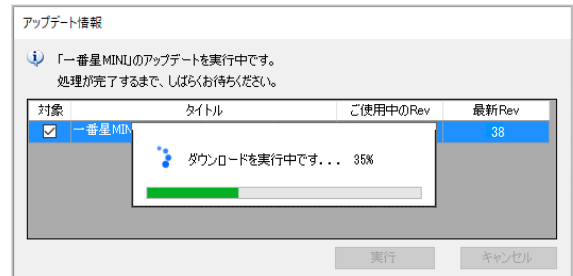 アップデート情報
「一番星MINI」のアップデートを実行中です。
処理が完了するまで、しばらくお待ちください。
対象 タイトル ご使用中のRev 最新Rev
一番星MIN 38
ダウンロードを実行中です... 35%
実行 キャンセル